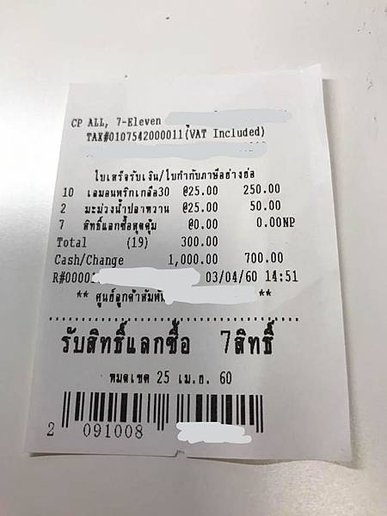 CP ALL, 7-Eleven
TAX#0107542000011(VAT Included)
ใบเสร็จรับเงิน/ใบกำกับภาษีอย่างย่อ
10 เลมอนพริกเกลือ30 @25.00 250.00
2 มะม่วงน้ำปลาหวาน @25.00 50.00
7 สิทธิ์แลกซื้อสุดคุ้ม @0.00 0.00NP
Total (19) 300.00
Cash/Change 1,000.00 700.00
R#0000 03/04/60 14:51
** ศูนย์ลูกค้าสัมพั **
รับสิทธิ์แลกซื้อ 7สิทธิ์
หมดเขต 25 เม.ย. 60
2 091008